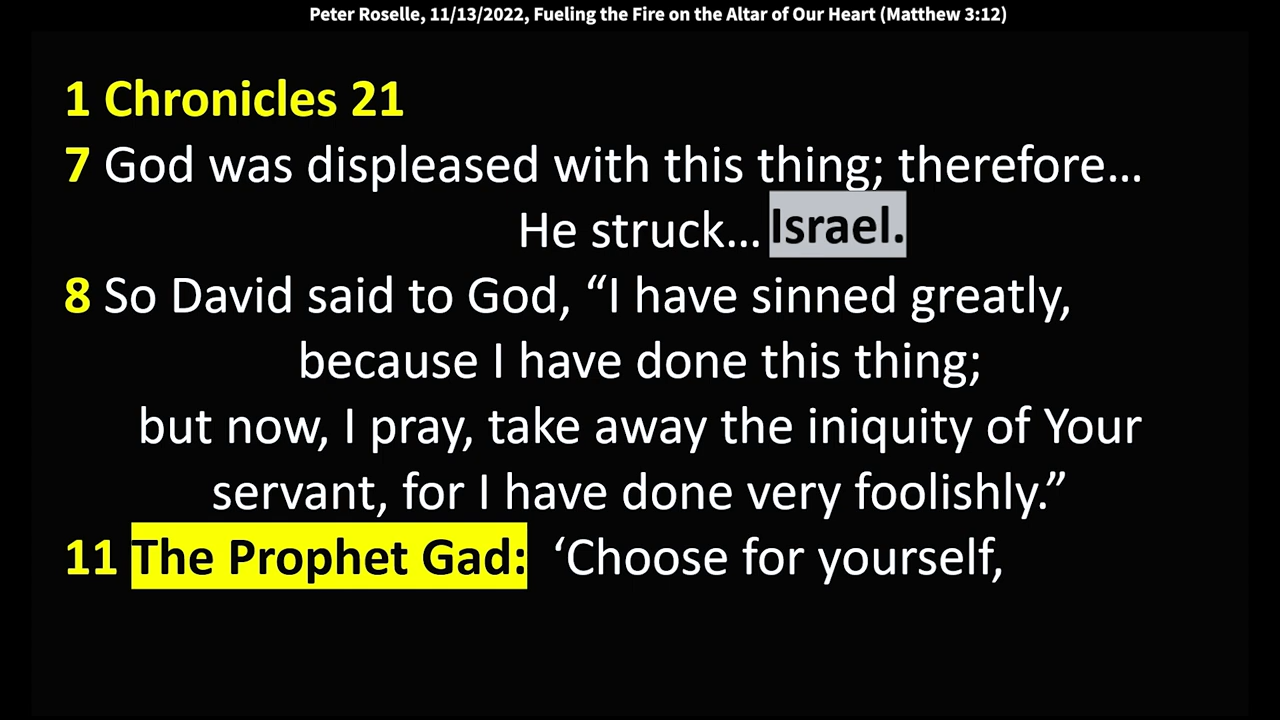 Peter Roselle, 11/13/2022, Fueling the Fire on the Altar of Our Heart (Matthew 3:12)
1 Chronicles 21
7 God was displeased with this thing; therefore…
He struck… Israel.
8 So David said to God, “I have sinned greatly,
because I have done this thing;
but now, I pray, take away the iniquity of Your
servant, for I have done very foolishly.”
11 The Prophet Gad: ‘Choose for yourself,